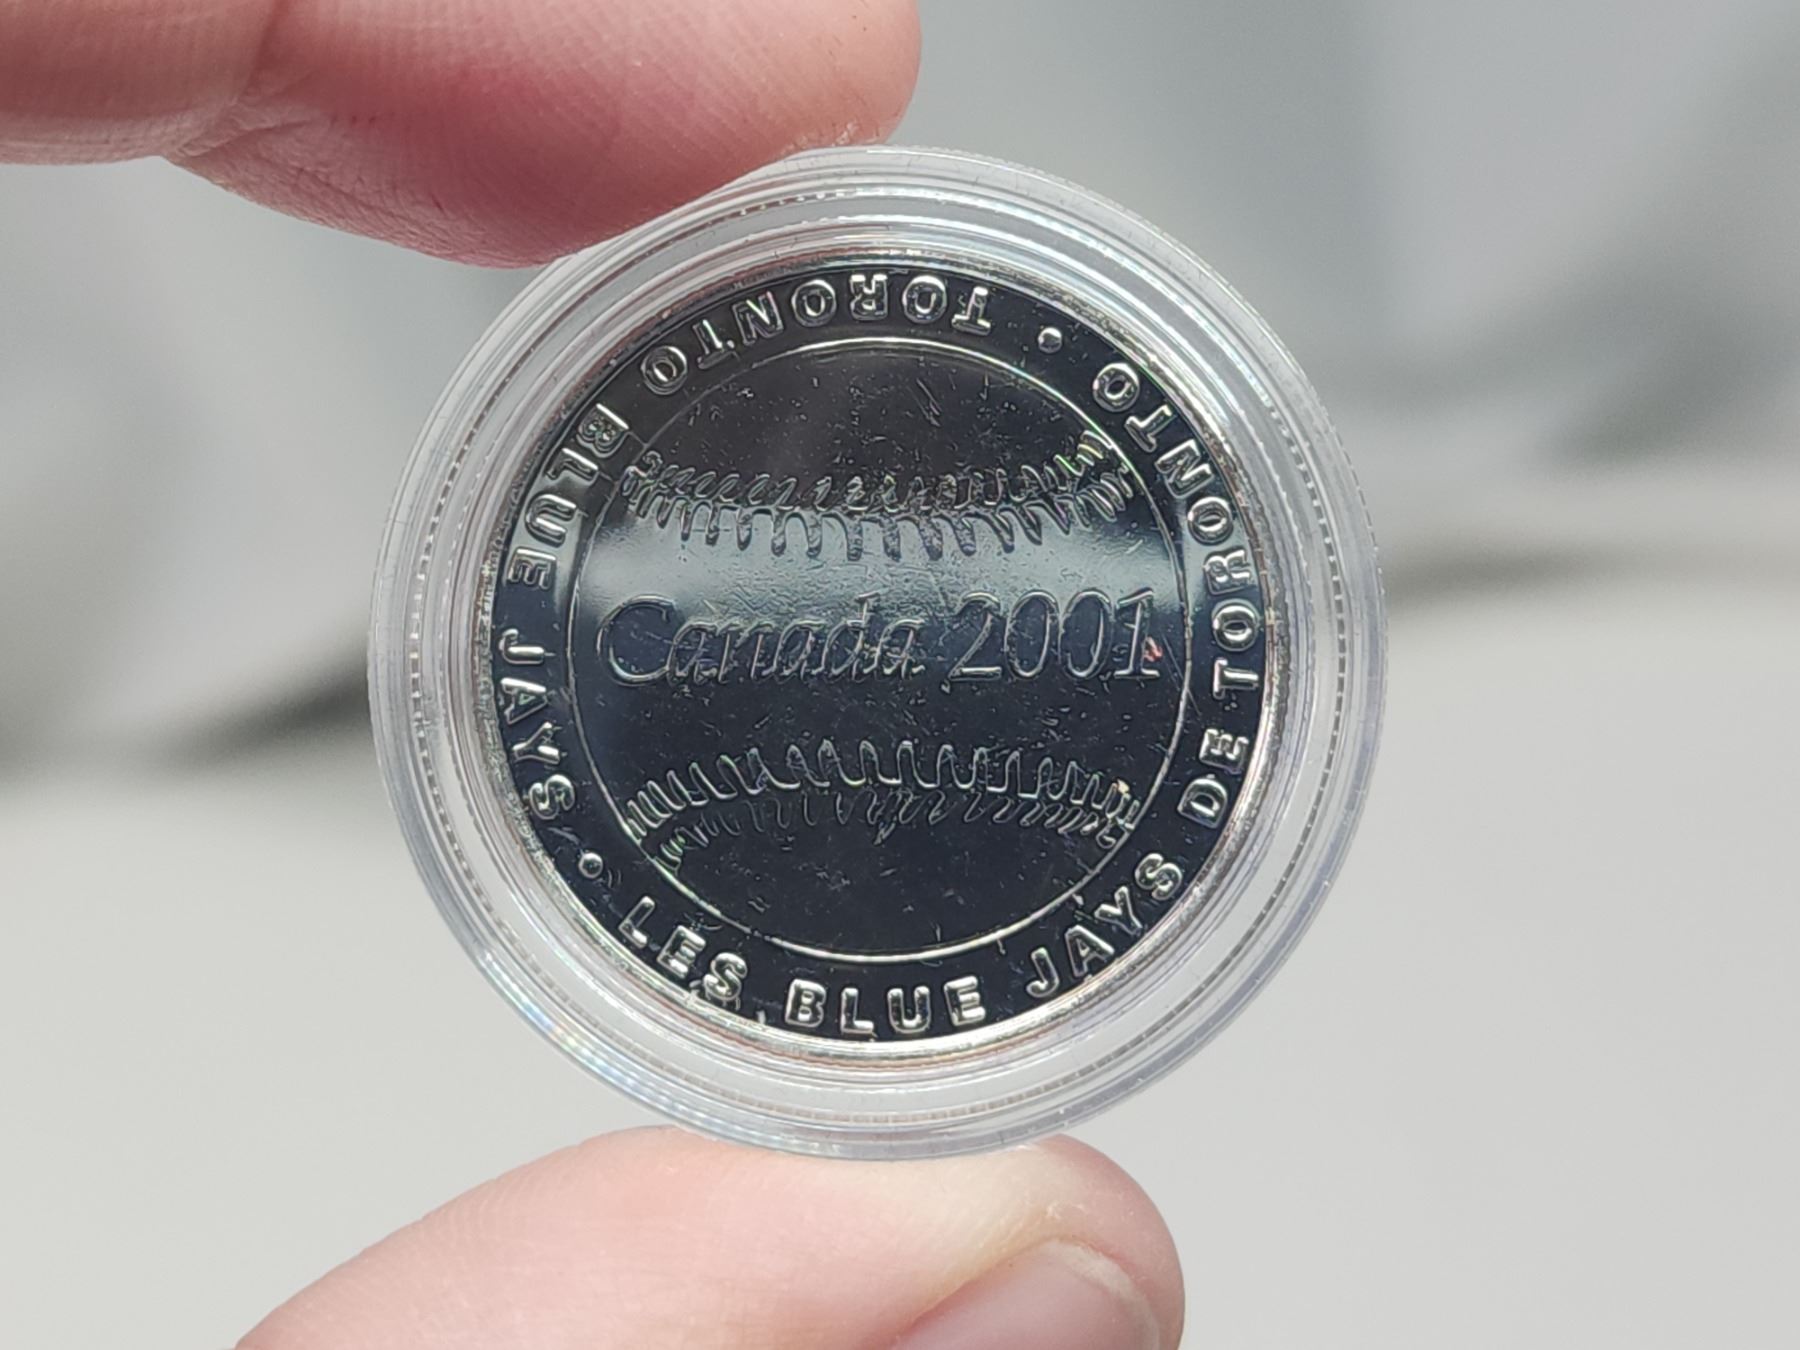 TORONTO BLUE JAYS • LES BLUE JAYS DE TORONTO •
Canada 2001